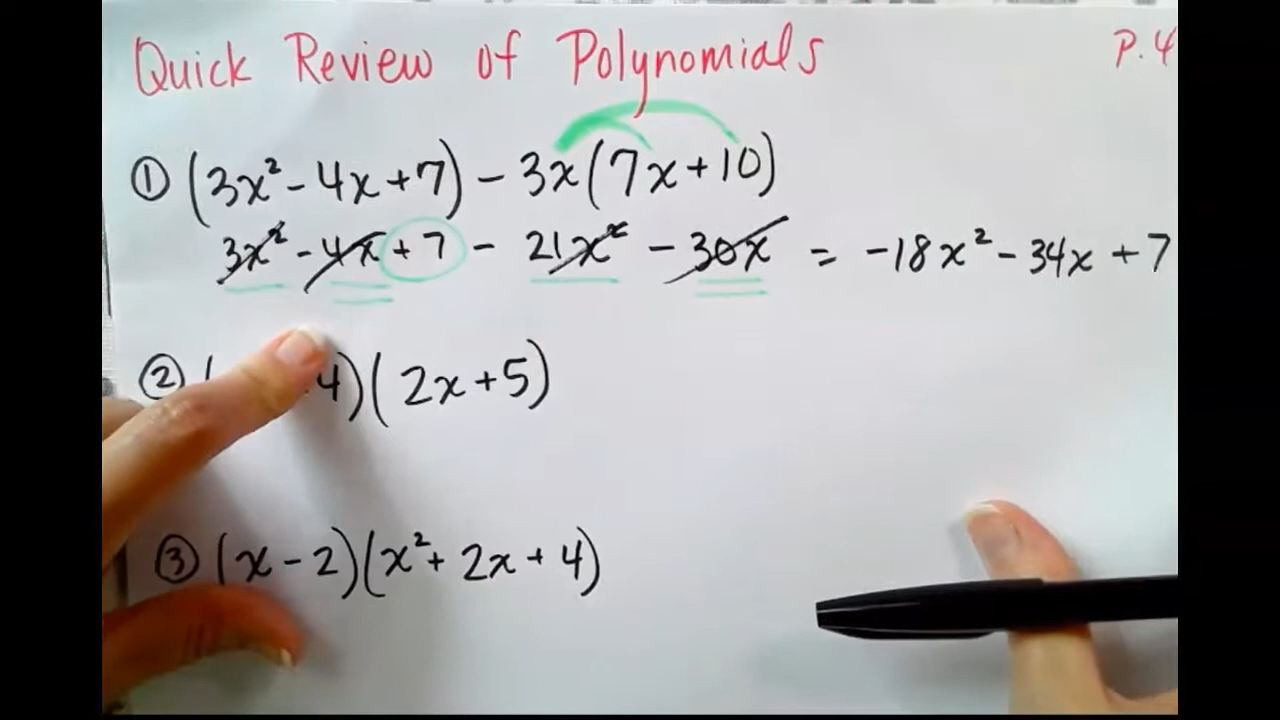 Quick Review of Polynomials P.4
① (3x² - 4x + 7) - 3x(7x + 10)
3x² - 4x + 7 - 21x² - 30x = -18x² - 34x + 7
② ( 4)(2x + 5)
③ (x - 2)(x² + 2x + 4)